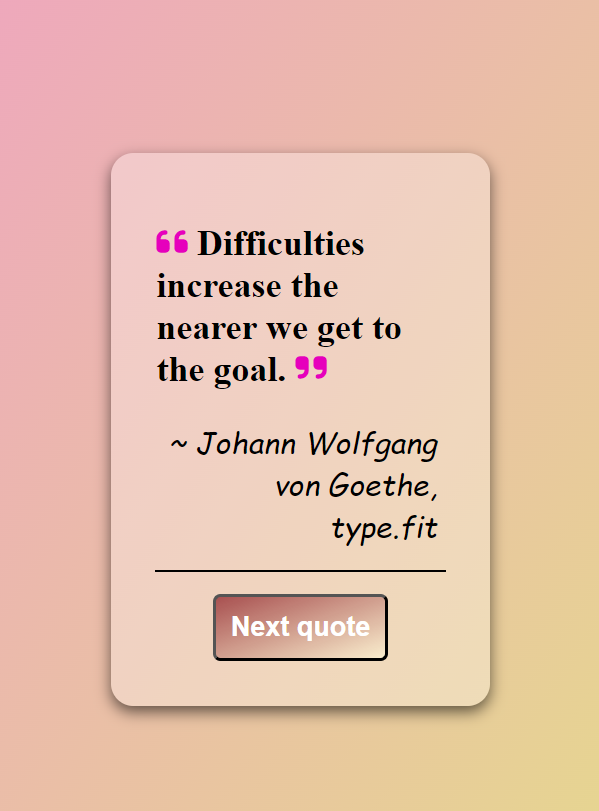 “ Difficulties
increase the
nearer we get to
the goal. ”
~ Johann Wolfgang
von Goethe,
type.fit
Next quote